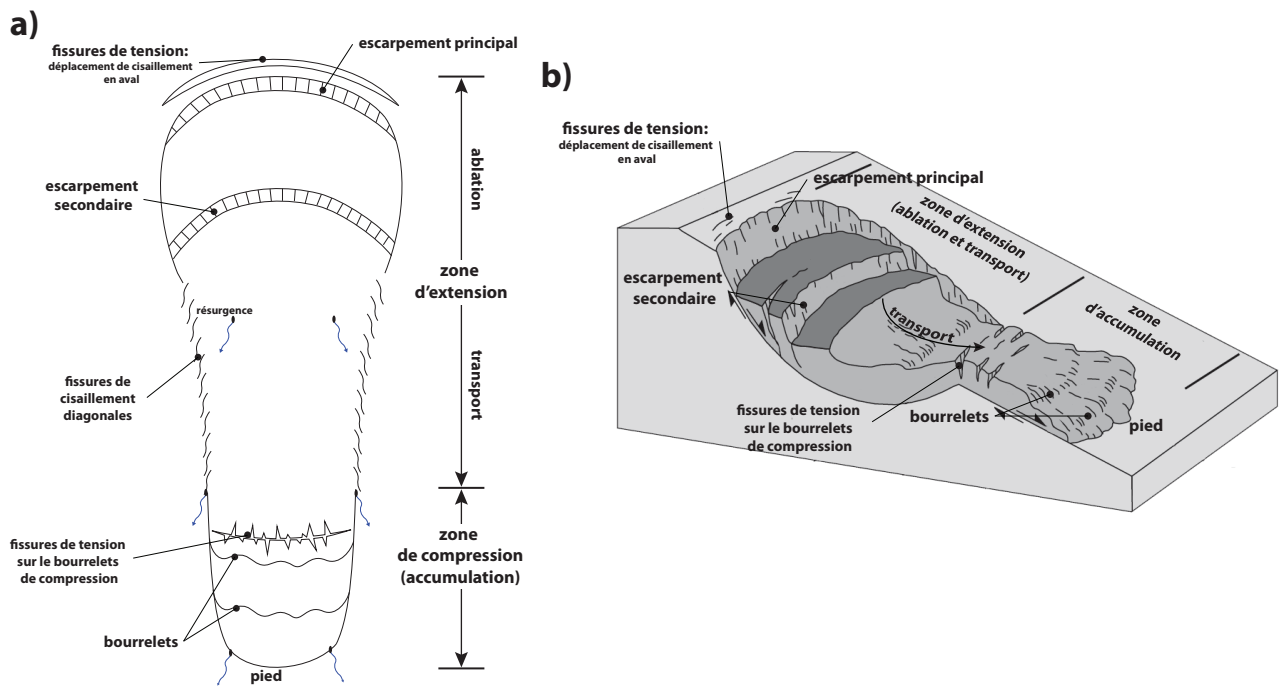 a)
fissures de tension:
déplacement de cisaillement
en aval
escarpement principal
ablation
escarpement
secondaire
zone
d'extension
résurgence
transport
fissures de
cisaillement
diagonales
fissures de tension
sur le bourrelets
de compression
zone
de compression
(accumulation)
bourrelets
pied
b)
fissures de tension:
déplacement de cisaillement
en aval
escarpement principal
zone d'extension
(ablation et transport)
escarpement
secondaire
zone
d'accumulation
transport
fissures de tension
sur le bourrelets
de compression
bourrelets
pied